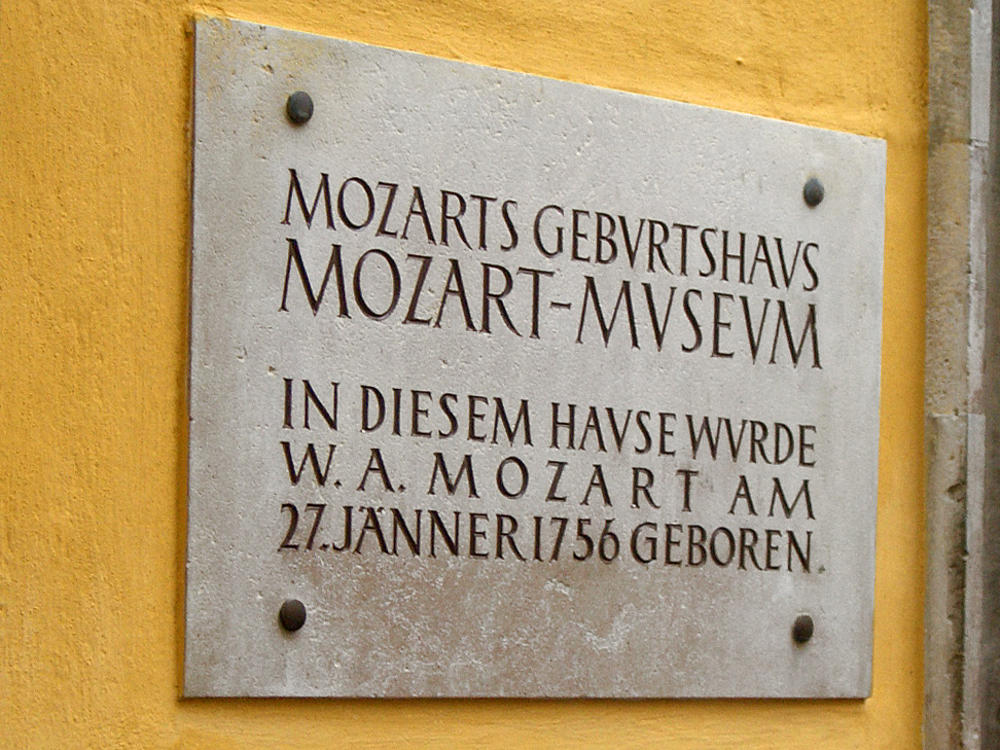 MOZARTS GEBVRTSHAVS
MOZART-MVSEVM
IN DIESEM HAVSE WVRDE
W. A. MOZART AM
27. JÄNNER 1756 GEBOREN.